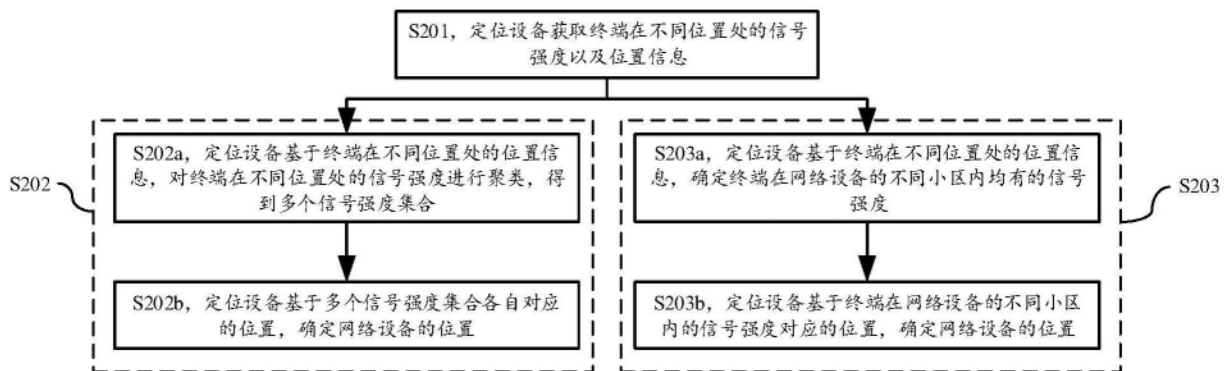 S201，定位设备获取终端在不同位置处的信号
强度以及位置信息
S202
S202a，定位设备基于终端在不同位置处的位置信
息，对终端在不同位置处的信号强度进行聚类，得
到多个信号强度集合
S202b，定位设备基于多个信号强度集合各自对应
的位置，确定网络设备的位置
S203a，定位设备基于终端在不同位置处的位置信
息，确定终端在网络设备的不同小区内均有的信号
强度
S203b，定位设备基于终端在网络设备的不同小区
内的信号强度对应的位置，确定网络设备的位置
S203